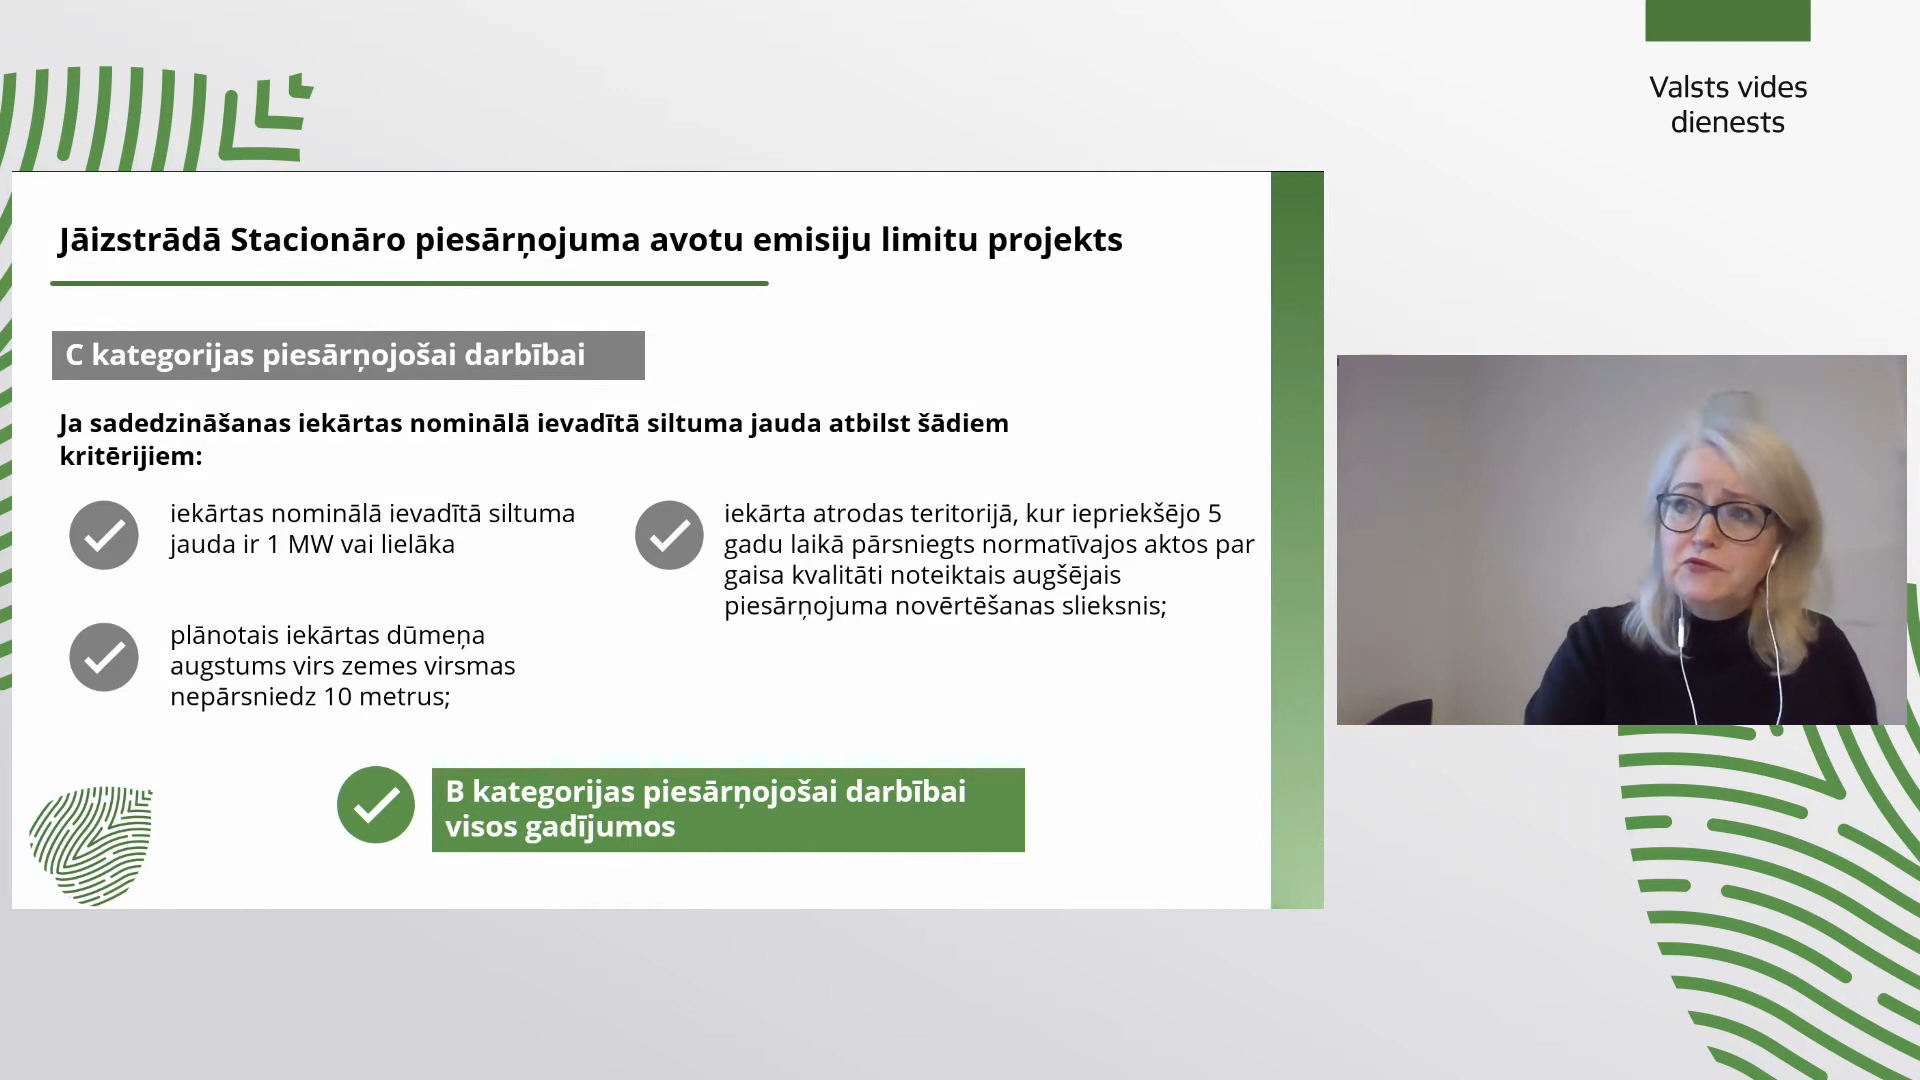 Valsts vides
dienests
Jāizstrādā Stacionāro piesārņojuma avotu emisiju limitu projekts
C kategorijas piesārņojošai darbībai
Ja sadedzināšanas iekārtas nominālā ievadītā siltuma jauda atbilst šādiem
kritērijiem:
iekārtas nominālā ievadītā siltuma
jauda ir 1 MW vai lielāka
plānotais iekārtas dūmeņa
augstums virs zemes virsmas
nepārsniedz 10 metrus;
iekārta atrodas teritorijā, kur iepriekšējo 5
gadu laikā pārsniegts normatīvajos aktos par
gaisa kvalitāti noteiktais augšējais
piesārņojuma novērtēšanas slieksnis;
B kategorijas piesārņojošai darbībai
visos gadījumos